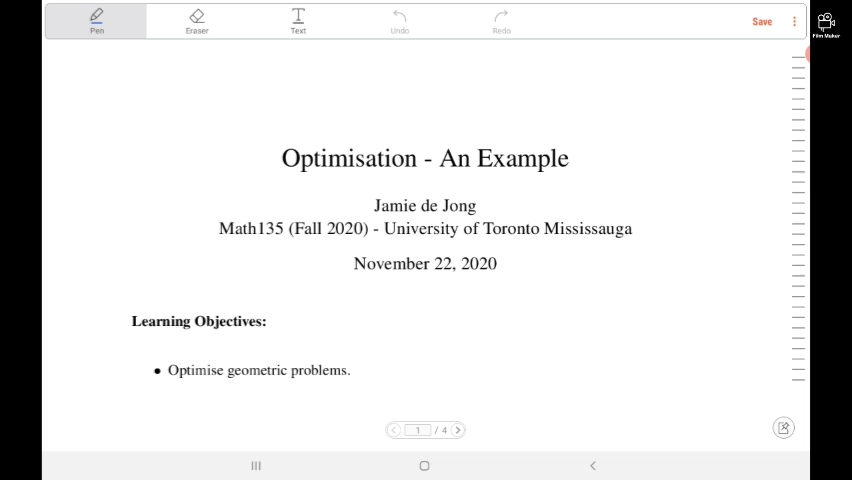 Pen
Eraser
Text
Undo
Redo
Save
Film Maker
Optimisation - An Example
Jamie de Jong
Math135 (Fall 2020) - University of Toronto Mississauga
November 22, 2020
Learning Objectives:
• Optimise geometric problems.
1 / 4